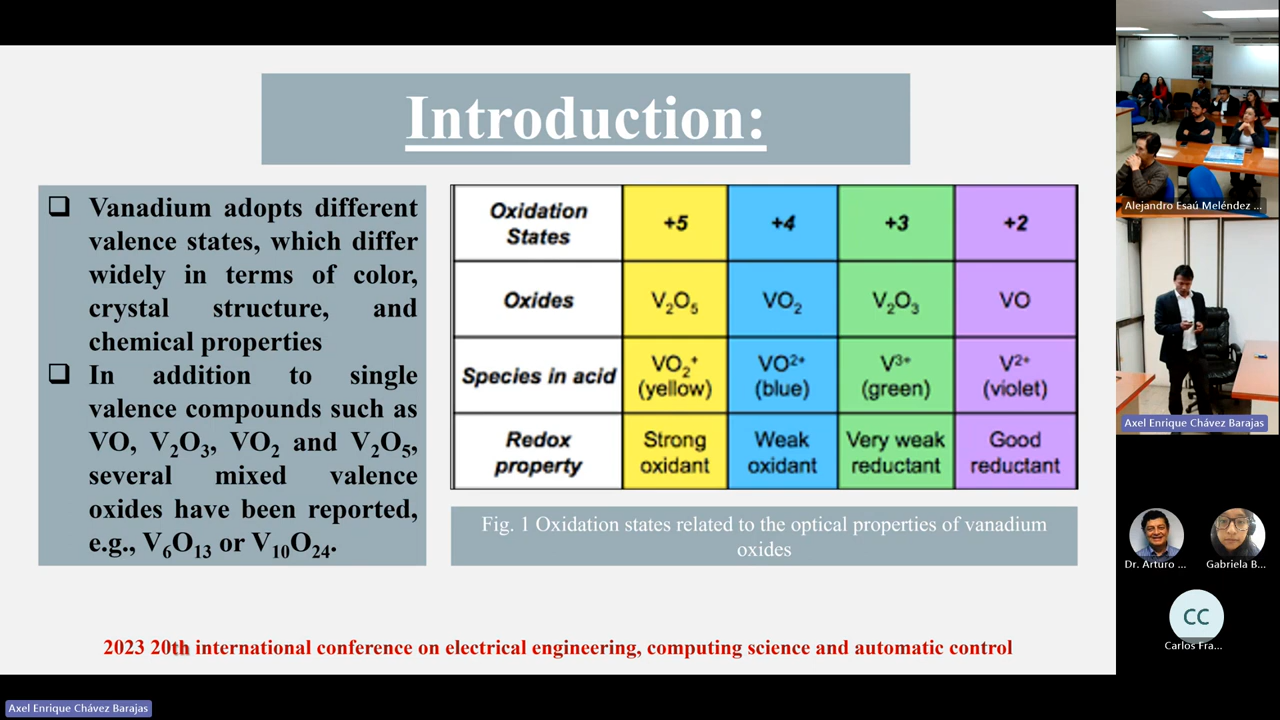 Introduction:
❑ Vanadium adopts different
valence states, which differ
widely in terms of color,
crystal structure, and
chemical properties
❑ In addition to single
valence compounds such as
VO, V₂O₃, VO₂ and V₂O₅,
several mixed valence
oxides have been reported,
e.g., V₆O₁₃ or V₁₀O₂₄.
Oxidation States +5 +4 +3 +2
Oxides V₂O₅ VO₂ V₂O₃ VO
Species in acid VO₂⁺ (yellow) VO²⁺ (blue) V³⁺ (green) V²⁺ (violet)
Redox property Strong oxidant Weak oxidant Very weak reductant Good reductant
Fig. 1 Oxidation states related to the optical properties of vanadium
oxides
2023 20th international conference on electrical engineering, computing science and automatic control
Alejandro Esaú Meléndez ...
Axel Enrique Chávez Barajas
Dr. Arturo ...
Gabriela B...
CC
Carlos Fra...
Axel Enrique Chávez Barajas